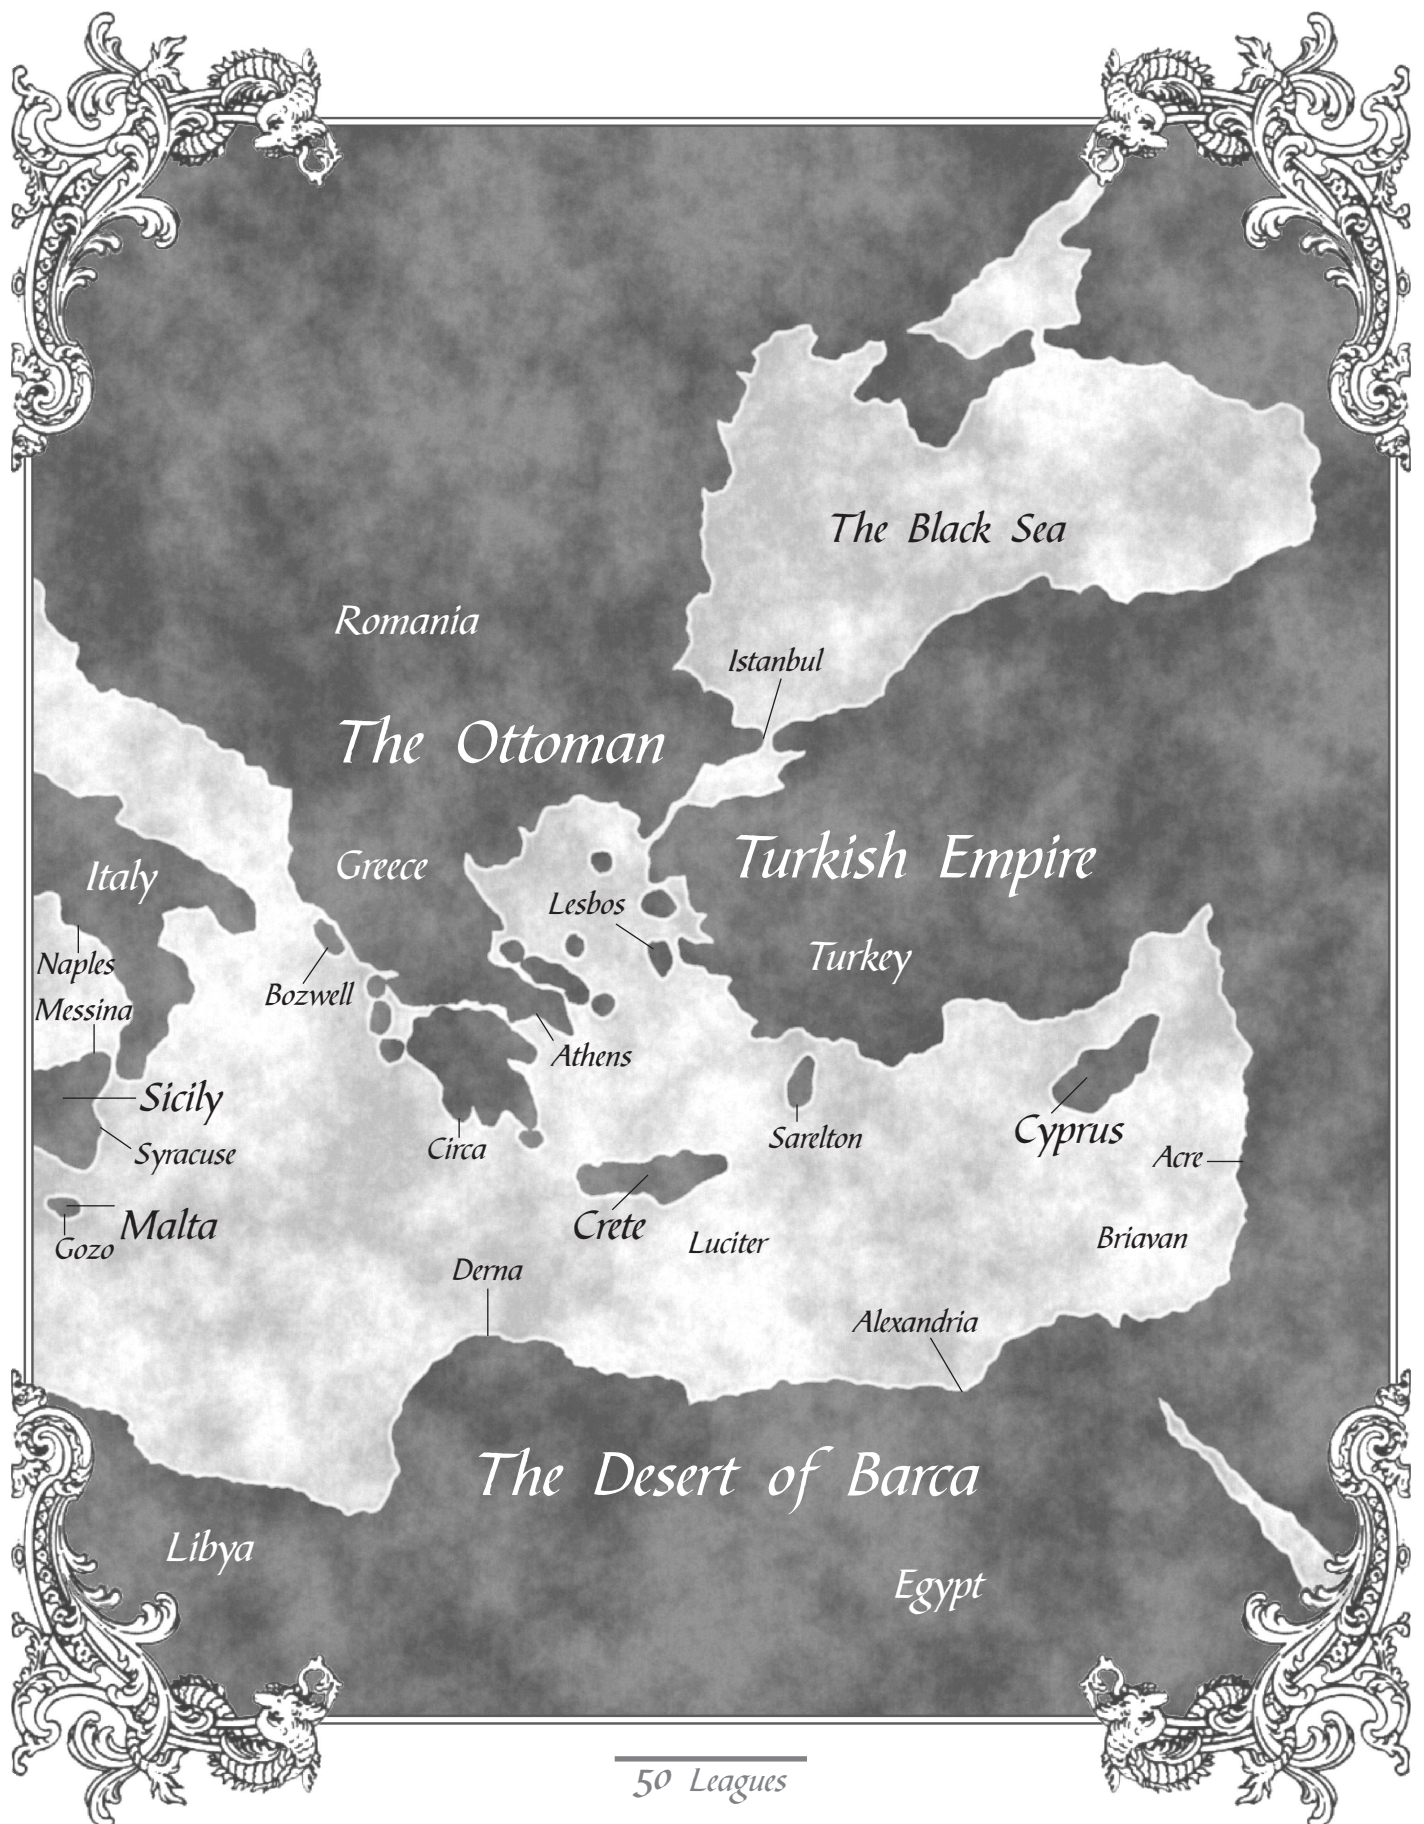 The Black Sea
Romania
Istanbul
The Ottoman
Turkish Empire
Greece
Italy
Lesbos
Turkey
Naples
Bozwell
Messina
Athens
Sicily
Cyprus
Sarelton
Circa
Syracuse
Acre
Malta
Crete
Gozo
Luciter
Briavan
Derna
Alexandria
The Desert of Barca
Libya
Egypt
50 Leagues